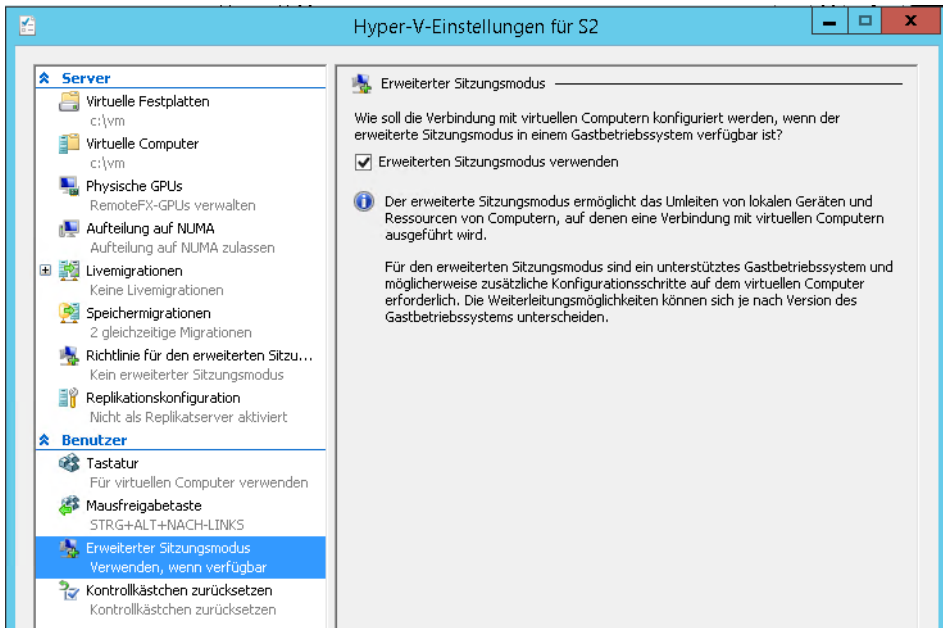 Hyper-V-Einstellungen für S2
Server
Virtuelle Festplatten
c:\vm
Virtuelle Computer
c:\vm
Physische GPUs
RemoteFX-GPUs verwalten
Aufteilung auf NUMA
Aufteilung auf NUMA zulassen
Livemigrationen
Keine Livemigrationen
Speichermigrationen
2 gleichzeitige Migrationen
Richtlinie für den erweiterten Sitzu...
Kein erweiterter Sitzungsmodus
Replikationskonfiguration
Nicht als Replikatserver aktiviert
Benutzer
Tastatur
Für virtuellen Computer verwenden
Mausfreigabetaste
STRG+ALT+NACH-LINKS
Erweiterter Sitzungsmodus
Verwenden, wenn verfügbar
Kontrollkästchen zurücksetzen
Kontrollkästchen zurücksetzen
Erweiterter Sitzungsmodus
Wie soll die Verbindung mit virtuellen Computern konfiguriert werden, wenn der
erweiterte Sitzungsmodus in einem Gastbetriebssystem verfügbar ist?
Erweiterten Sitzungsmodus verwenden
Der erweiterte Sitzungsmodus ermöglicht das Umleiten von lokalen Geräten und
Ressourcen von Computern, auf denen eine Verbindung mit virtuellen Computern
ausgeführt wird.
Für den erweiterten Sitzungsmodus sind ein unterstütztes Gastbetriebssystem und
möglicherweise zusätzliche Konfigurationsschritte auf dem virtuellen Computer
erforderlich. Die Weiterleitungsmöglichkeiten können sich je nach Version des
Gastbetriebssystems unterscheiden.